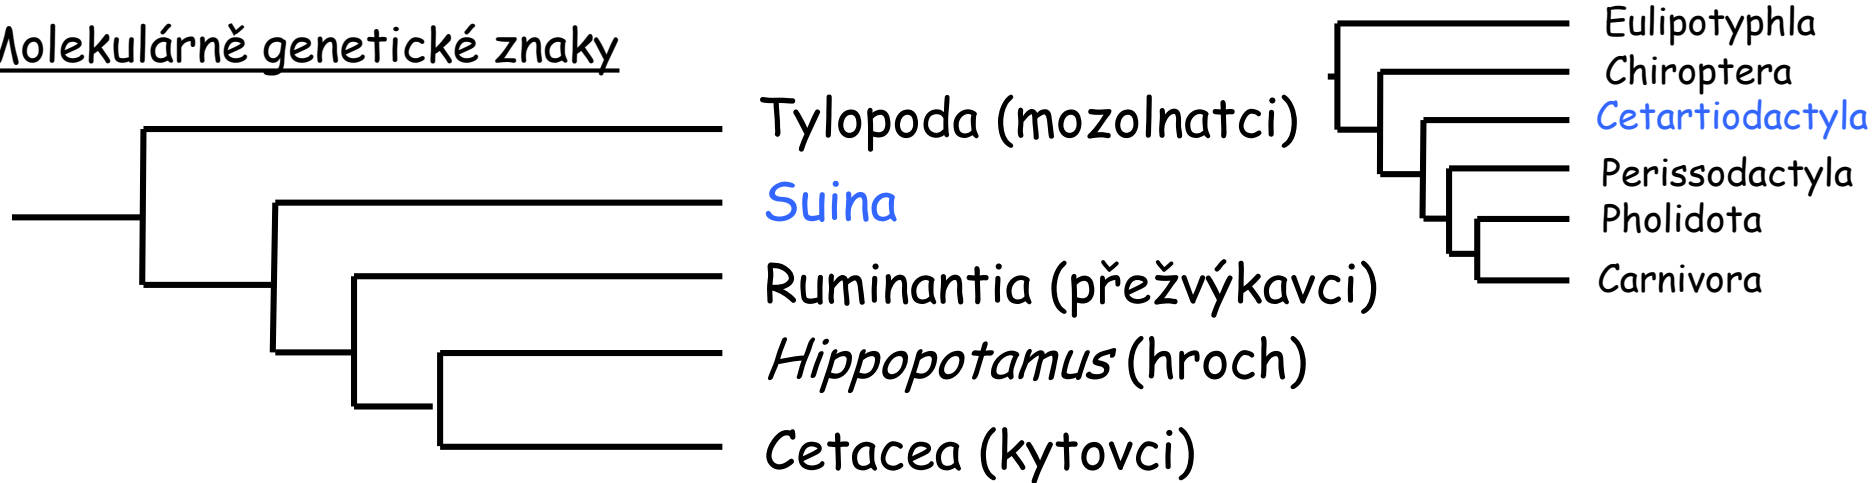 Molekulárně genetické znaky
Tylopoda (mozolnatci)
Suina
Ruminantia (přežvýkavci)
Hippopotamus (hroch)
Cetacea (kytovci)
Eulipotyphla
Chiroptera
Cetartiodactyla
Perissodactyla
Pholidota
Carnivora